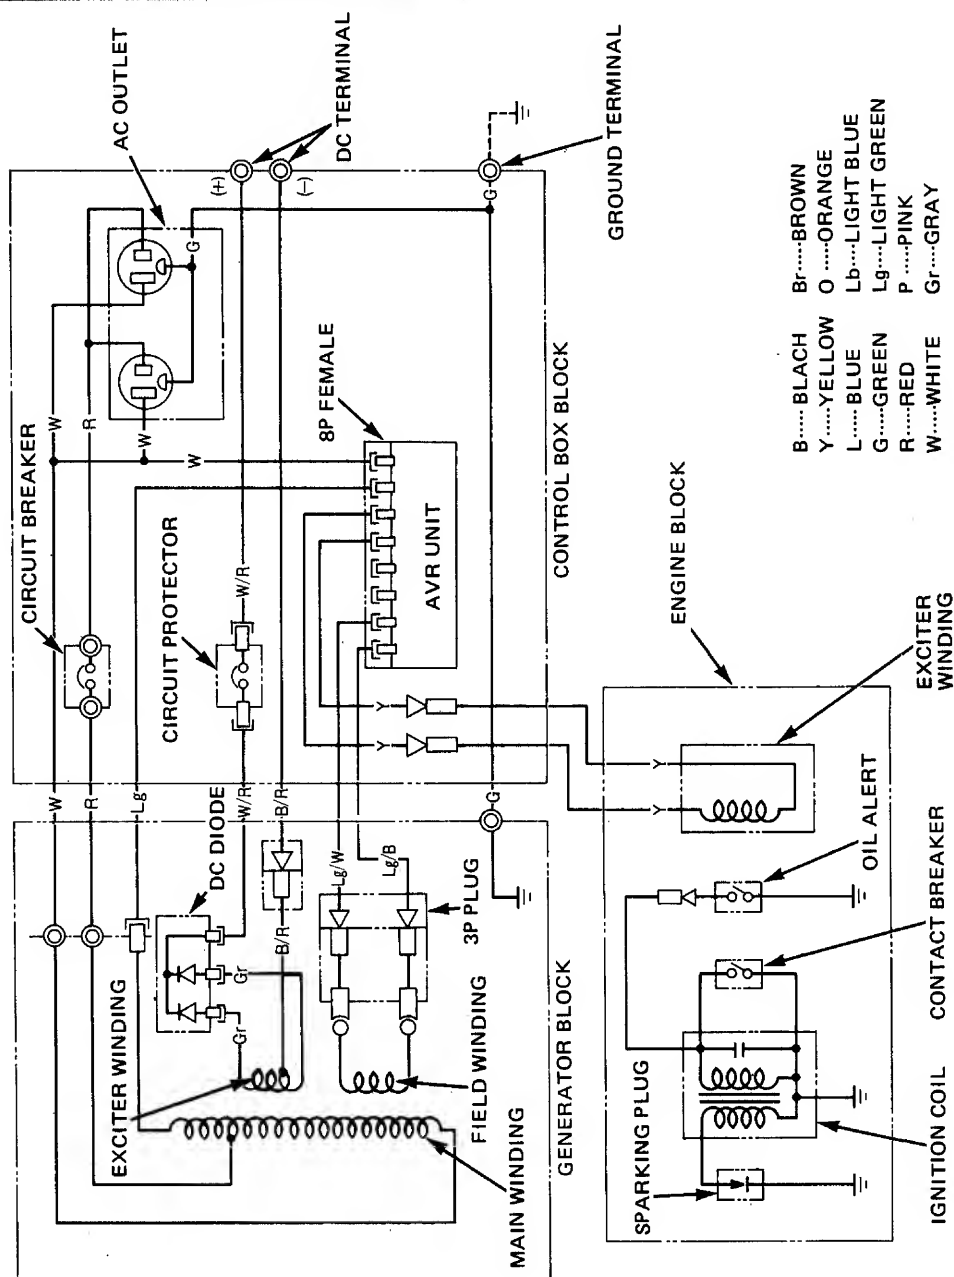 AC OUTLET
DC TERMINAL
GROUND TERMINAL
(+)
(–)
G
G
CIRCUIT BREAKER
W
R
W
W
8P FEMALE
CIRCUIT PROTECTOR
W/R
AVR UNIT
CONTROL BOX BLOCK
Y
Y
W
R
Lg
W/R
B/R
Lg/W
Lg/B
G
DC DIODE
B/R
3P PLUG
Gr
Gr
EXCITER WINDING
FIELD WINDING
MAIN WINDING
GENERATOR BLOCK
ENGINE BLOCK
EXCITER
WINDING
Y
Y
OIL ALERT
CONTACT BREAKER
SPARKING PLUG
IGNITION COIL
B·····BLACH Br·····BROWN
Y·····YELLOW O·····ORANGE
L·····BLUE Lb····LIGHT BLUE
G·····GREEN Lg····LIGHT GREEN
R·····RED P·····PINK
W·····WHITE Gr·····GRAY